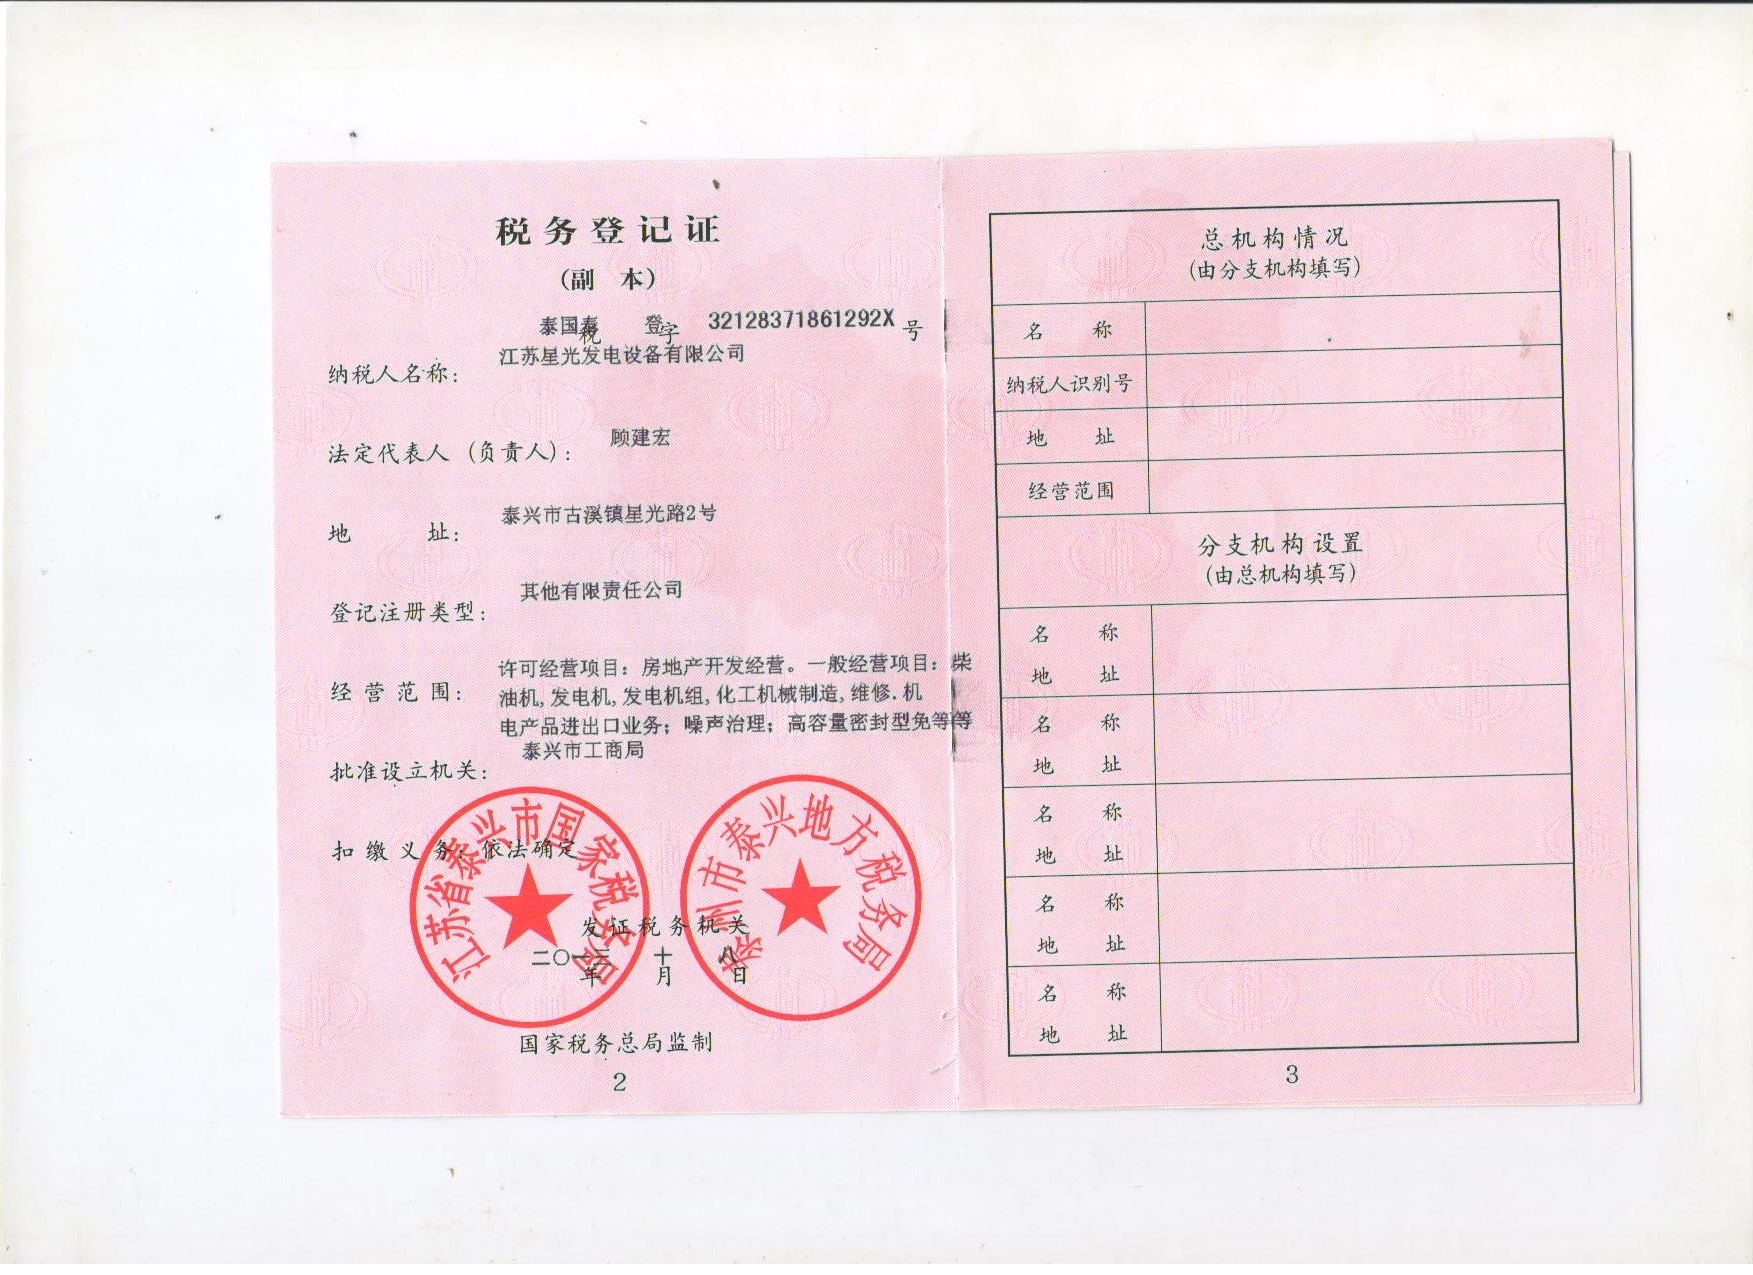 税务登记证
(副 本)
泰国泰税 登字 32128371861292X 号
纳税人名称: 江苏星光发电设备有限公司
法定代表人 (负责人): 顾建宏
地 址: 泰兴市古溪镇星光路2号
登记注册类型: 其他有限责任公司
经营范围: 许可经营项目: 房地产开发经营。一般经营项目: 柴
油机, 发电机, 发电机组, 化工机械制造, 维修. 机
电产品进出口业务; 噪声治理; 高容量密封型免等等
批准设立机关: 泰兴市工商局
扣缴义务: 依法确定
江苏省泰兴市国家税务局
泰州市泰兴地方税务局
发证税务机关
二〇一三年 十月 八日
国家税务总局监制
2
总机构情况
(由分支机构填写)
名 称
纳税人识别号
地 址
经营范围
分支机构设置
(由总机构填写)
名 称
地 址
名 称
地 址
名 称
地 址
名 称
地 址
名 称
地 址
3